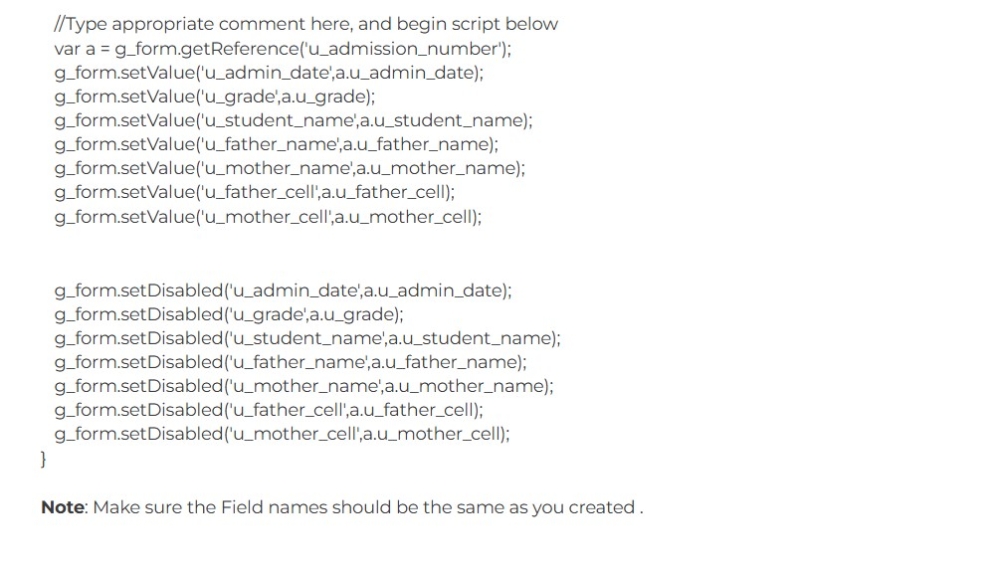 //Type appropriate comment here, and begin script below
var a = g_form.getReference('u_admission_number');
g_form.setValue('u_admin_date',a.u_admin_date);
g_form.setValue('u_grade',a.u_grade);
g_form.setValue('u_student_name',a.u_student_name);
g_form.setValue('u_father_name',a.u_father_name);
g_form.setValue('u_mother_name',a.u_mother_name);
g_form.setValue('u_father_cell',a.u_father_cell);
g_form.setValue('u_mother_cell',a.u_mother_cell);
g_form.setDisabled('u_admin_date',a.u_admin_date);
g_form.setDisabled('u_grade',a.u_grade);
g_form.setDisabled('u_student_name',a.u_student_name);
g_form.setDisabled('u_father_name',a.u_father_name);
g_form.setDisabled('u_mother_name',a.u_mother_name);
g_form.setDisabled('u_father_cell',a.u_father_cell);
g_form.setDisabled('u_mother_cell',a.u_mother_cell);
}
Note: Make sure the Field names should be the same as you created .